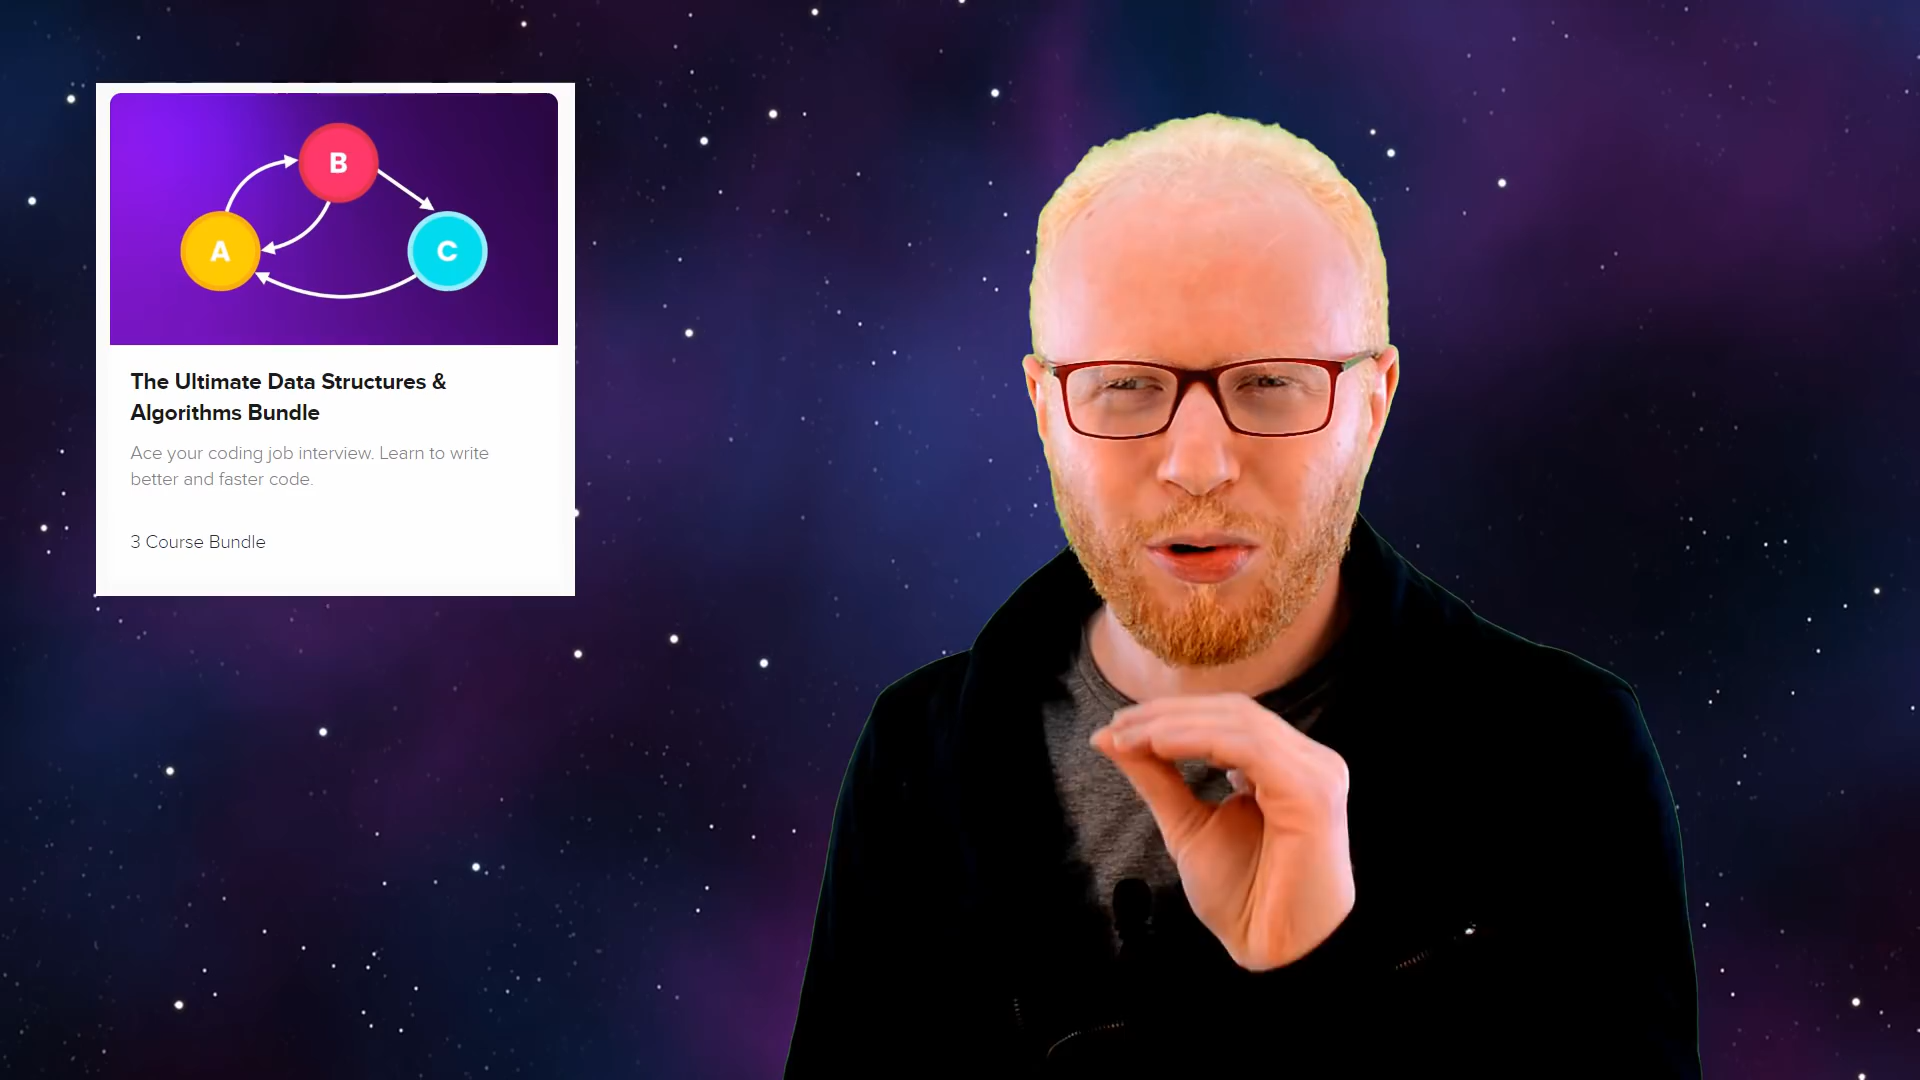 B
A
C
The Ultimate Data Structures &
Algorithms Bundle
Ace your coding job interview. Learn to write
better and faster code.
3 Course Bundle